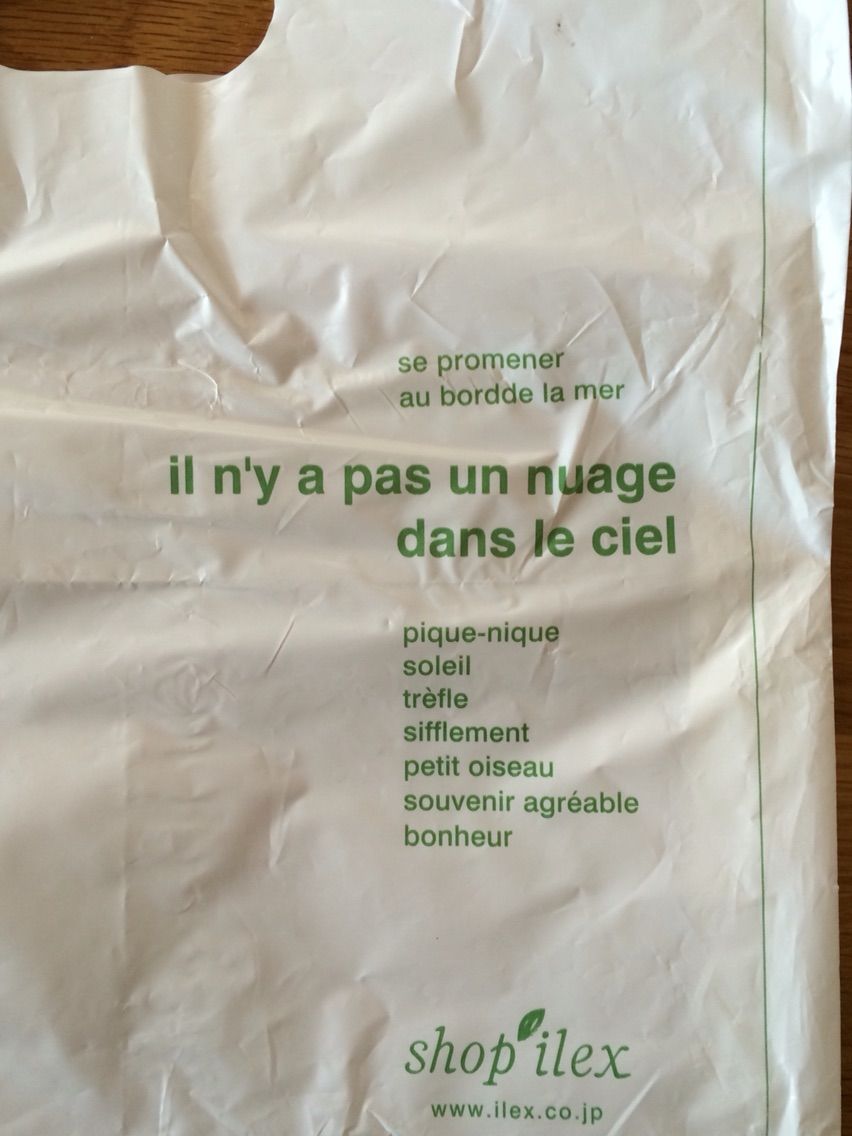 se promener
au bordde la mer
il n'y a pas un nuage
dans le ciel
pique-nique
soleil
trèfle
sifflement
petit oiseau
souvenir agréable
bonheur
shop ilex
www.ilex.co.jp